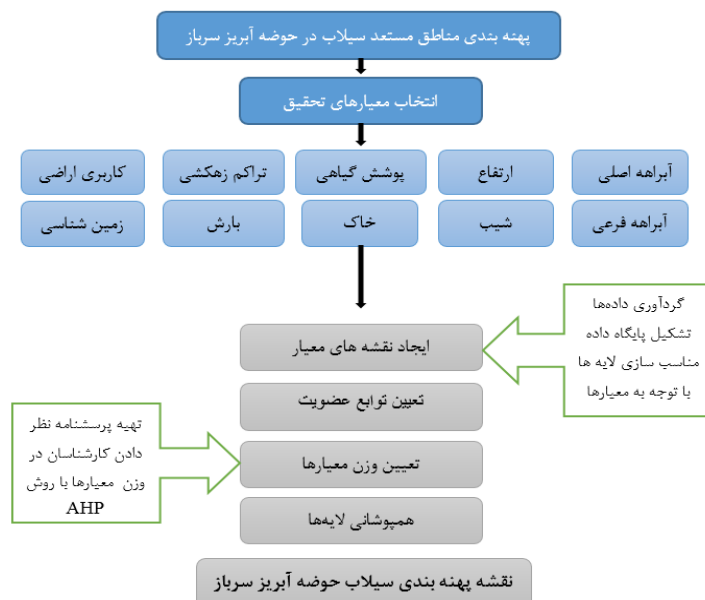 پهنه بندی مناطق مستعد سیلاب در حوضه آبریز سرباز
انتخاب معیارهای تحقیق
آبراهه اصلی
ارتفاع
پوشش گیاهی
تراکم زهکشی
کاربری اراضی
آبراهه فرعی
شیب
خاک
بارش
زمین شناسی
گردآوری داده‌ها
تشکیل پایگاه داده
مناسب سازی لایه ها
با توجه به معیارها
ایجاد نقشه های معیار
تعیین توابع عضویت
تهیه پرسشنامه نظر
دادن کارشناسان در
وزن معیارها با روش
AHP
تعیین وزن معیارها
همپوشانی لایه‌ها
نقشه پهنه بندی سیلاب حوضه آبریز سرباز